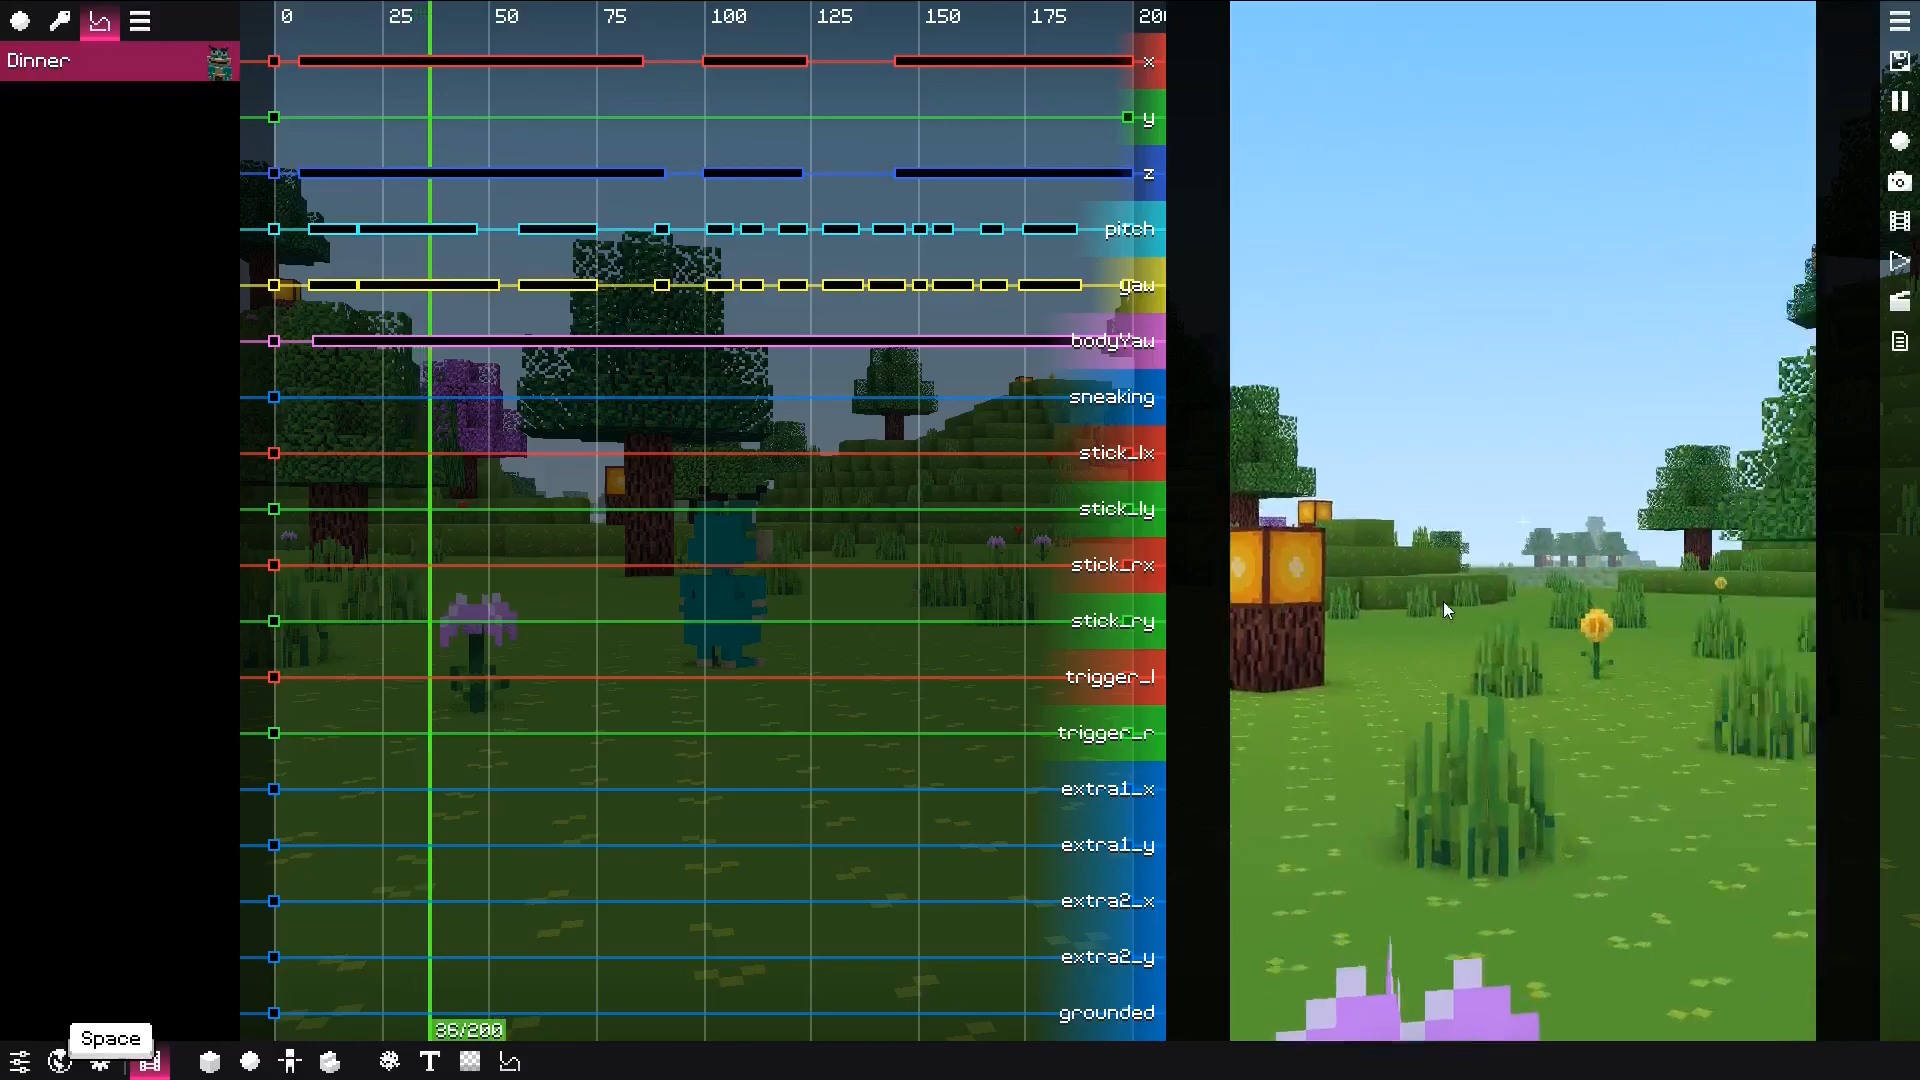 0 25 50 75 100 125 150 175 200
Dinner
x
y
z
pitch
yaw
bodyYaw
sneaking
stick_lx
stick_ly
stick_rx
stick_ry
trigger_l
trigger_r
extra1_x
extra1_y
extra2_x
extra2_y
grounded
36/200
Space